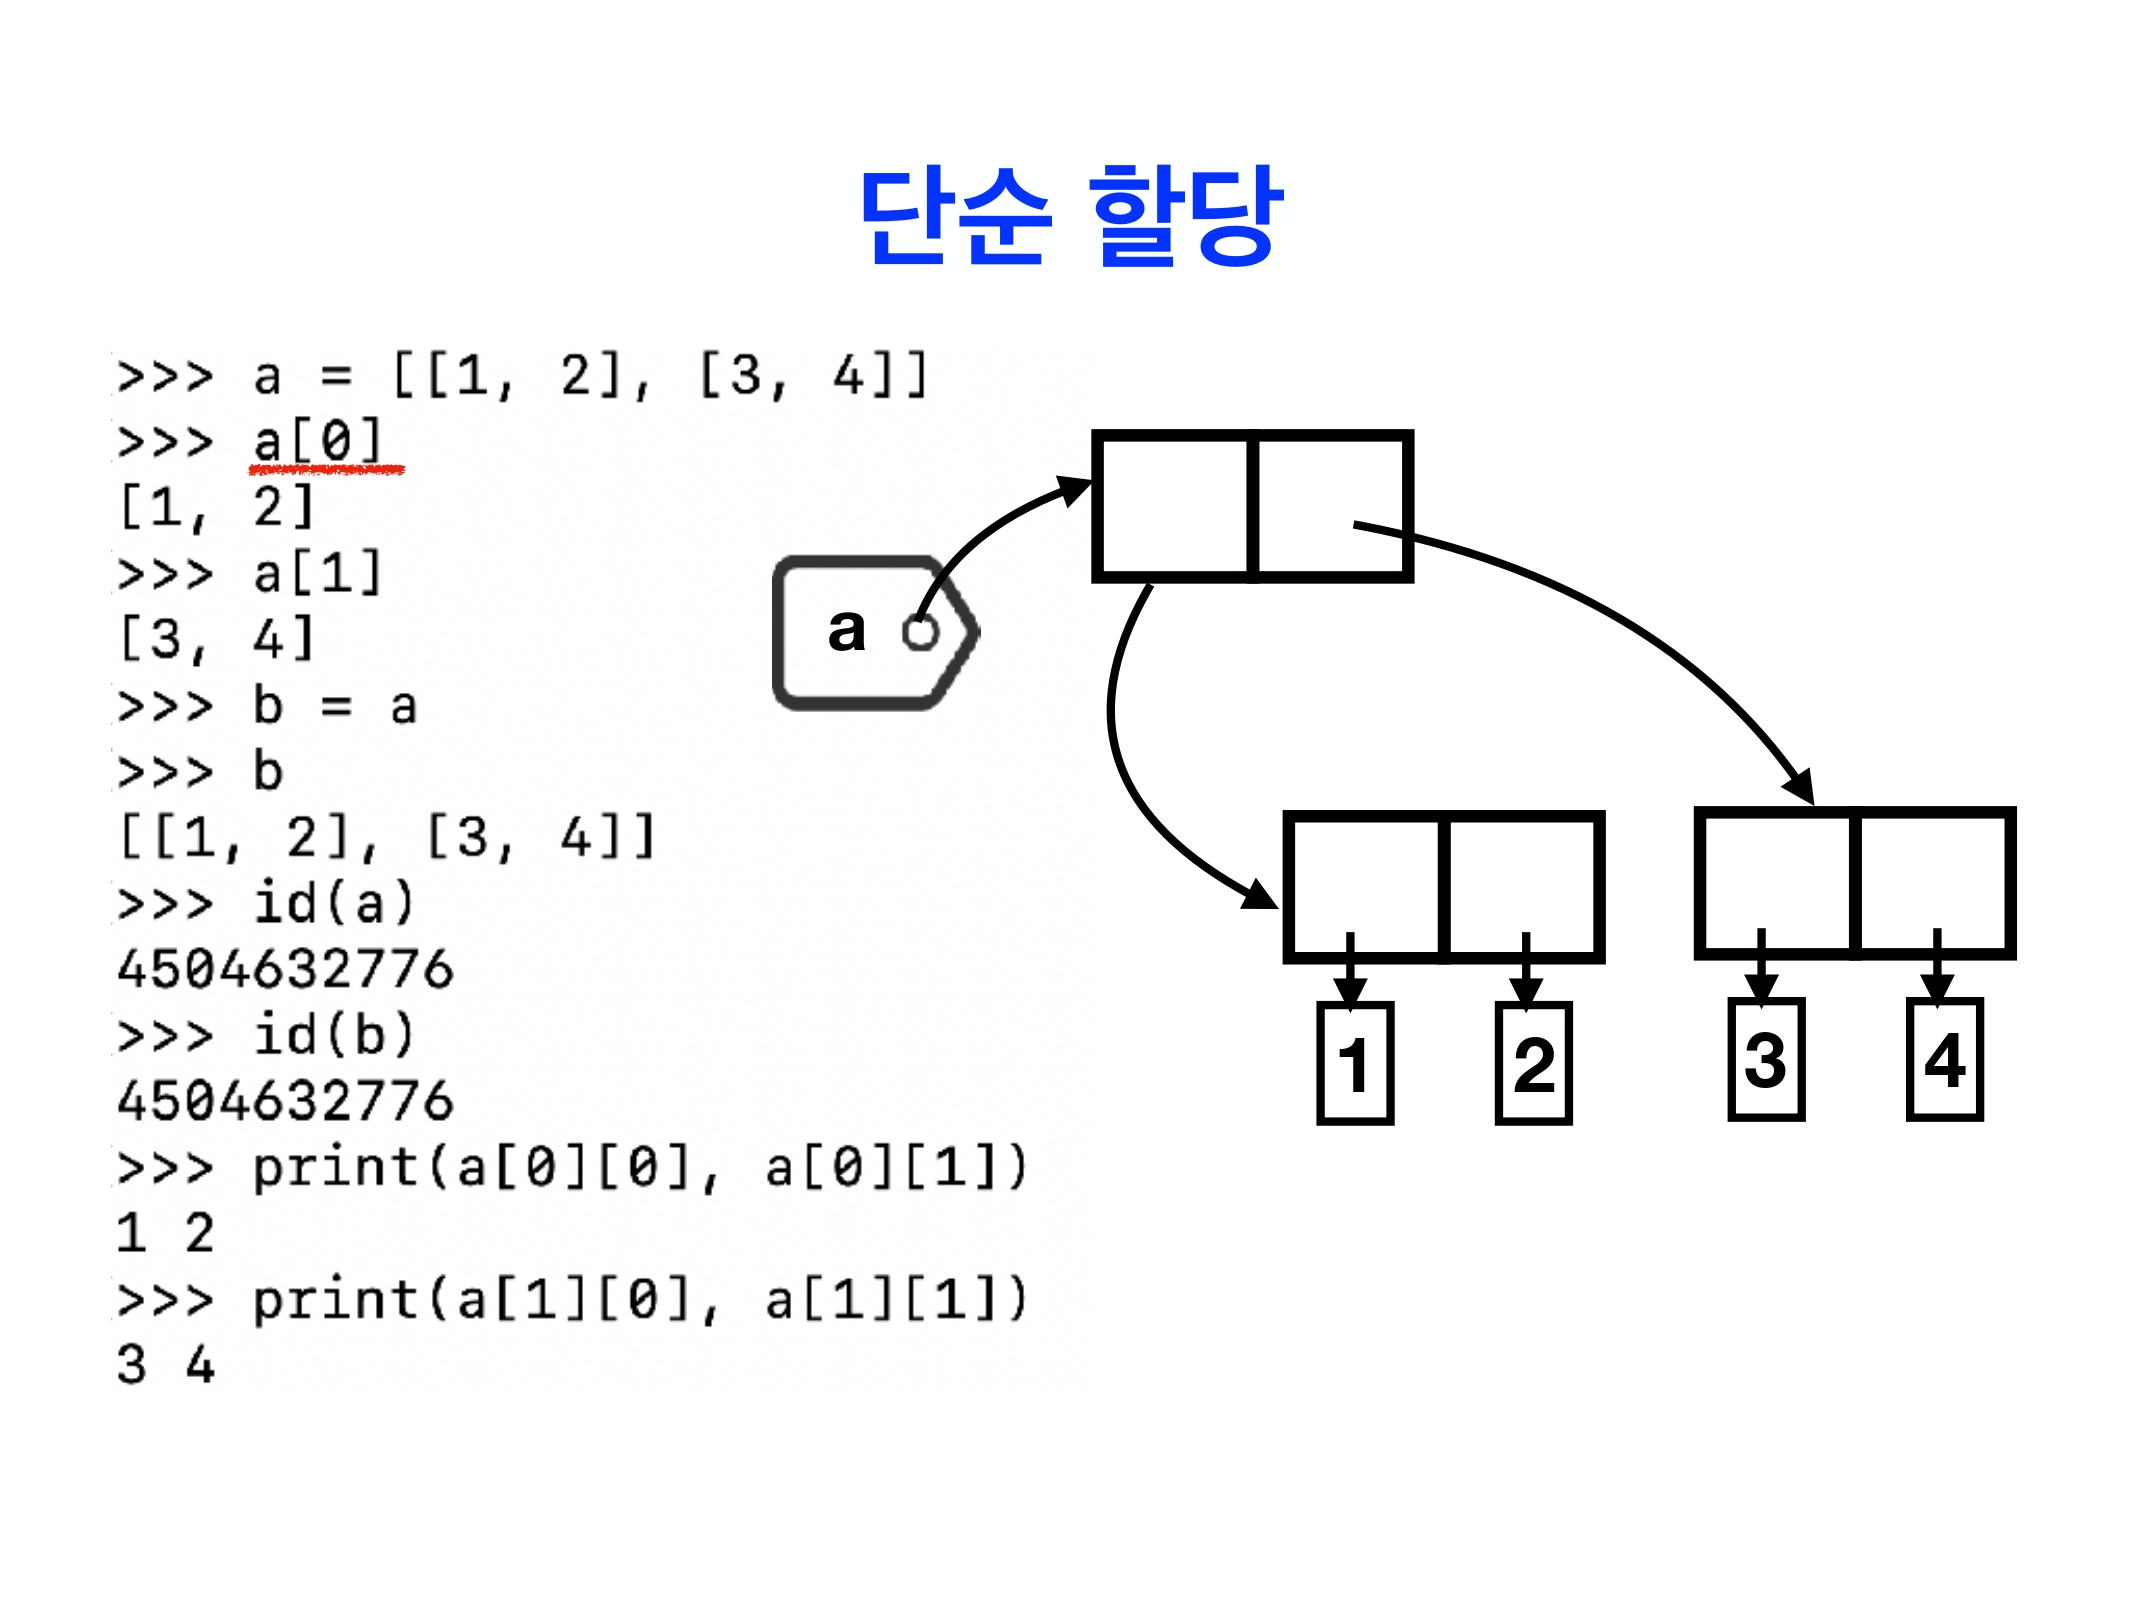 단순 할당
>>> a = [[1, 2], [3, 4]]
>>> a[0]
[1, 2]
>>> a[1]
[3, 4]
>>> b = a
>>> b
[[1, 2], [3, 4]]
>>> id(a)
4504632776
>>> id(b)
4504632776
>>> print(a[0][0], a[0][1])
1 2
>>> print(a[1][0], a[1][1])
3 4
a
1 2 3 4